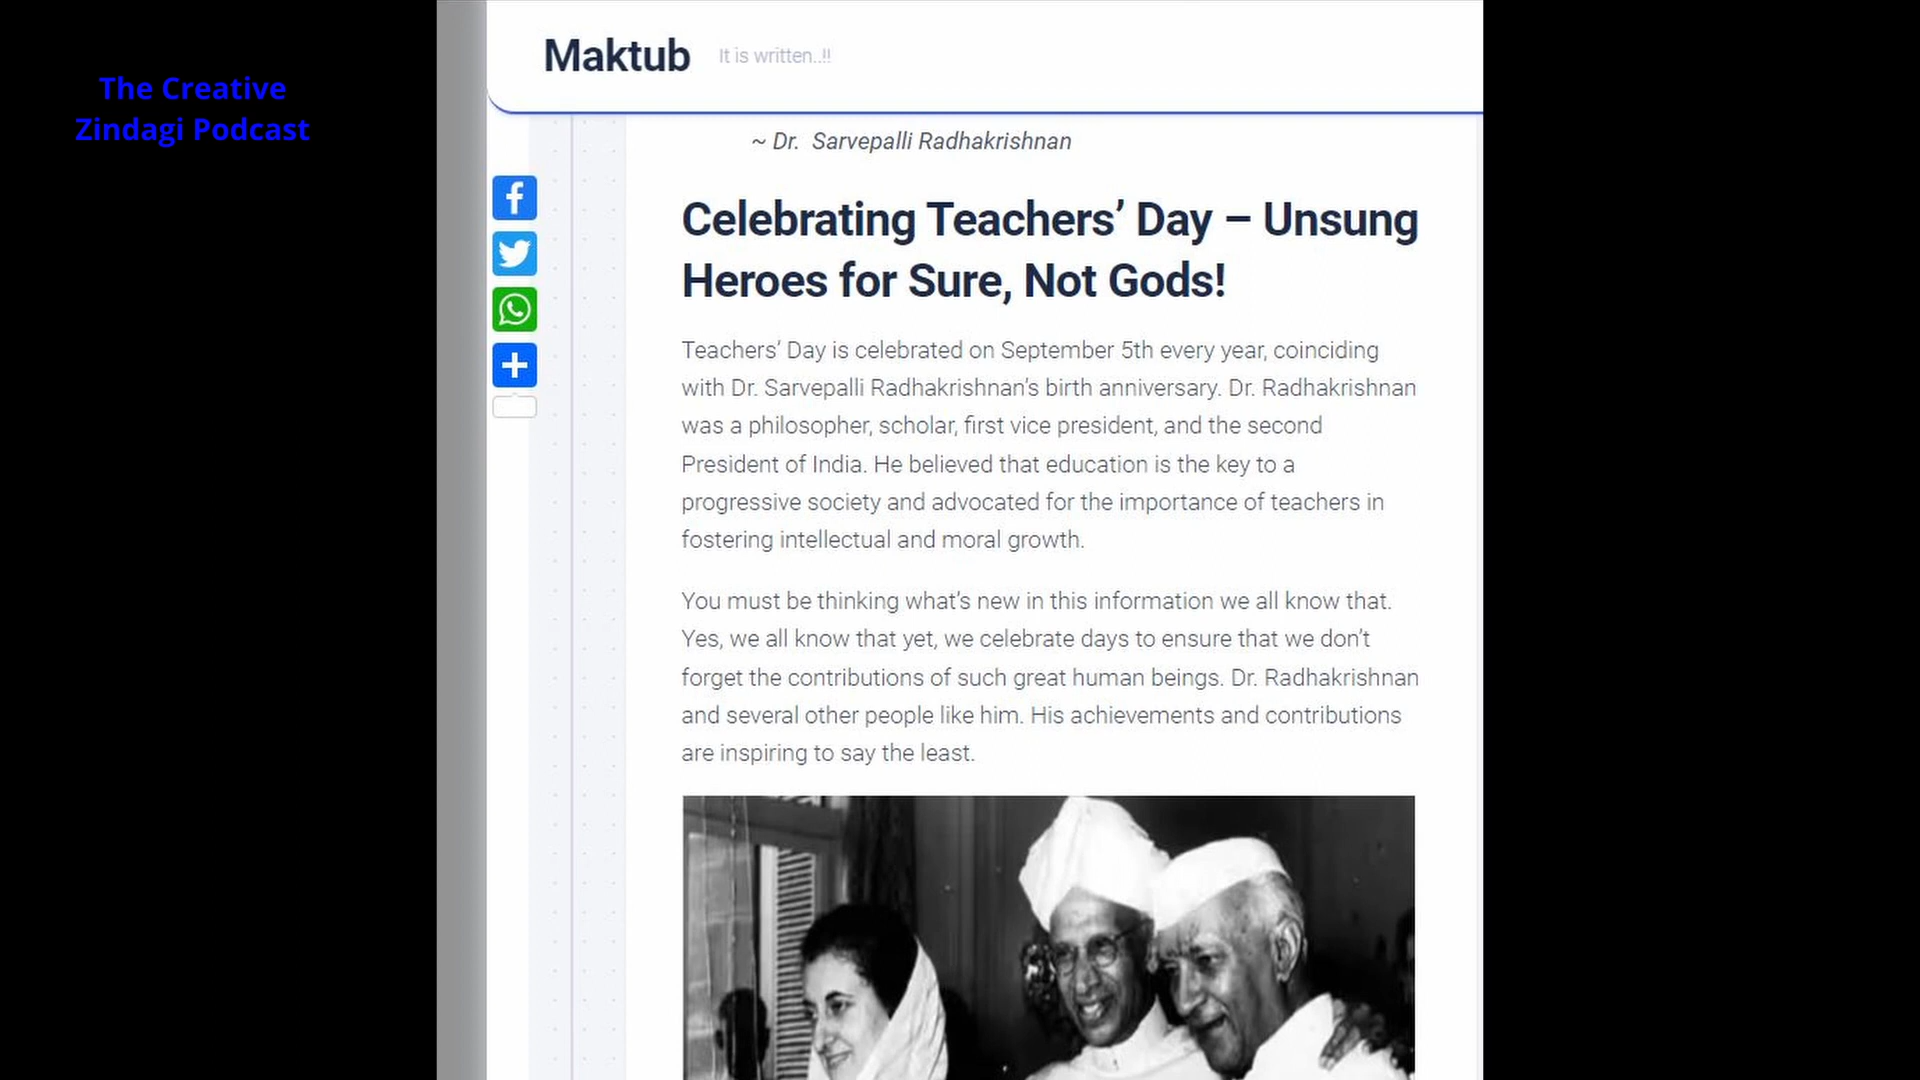 The Creative
Zindagi Podcast
Maktub It is written..!!
~ Dr. Sarvepalli Radhakrishnan
Celebrating Teachers’ Day – Unsung
Heroes for Sure, Not Gods!
Teachers’ Day is celebrated on September 5th every year, coinciding
with Dr. Sarvepalli Radhakrishnan’s birth anniversary. Dr. Radhakrishnan
was a philosopher, scholar, first vice president, and the second
President of India. He believed that education is the key to a
progressive society and advocated for the importance of teachers in
fostering intellectual and moral growth.
You must be thinking what’s new in this information we all know that.
Yes, we all know that yet, we celebrate days to ensure that we don’t
forget the contributions of such great human beings. Dr. Radhakrishnan
and several other people like him. His achievements and contributions
are inspiring to say the least.